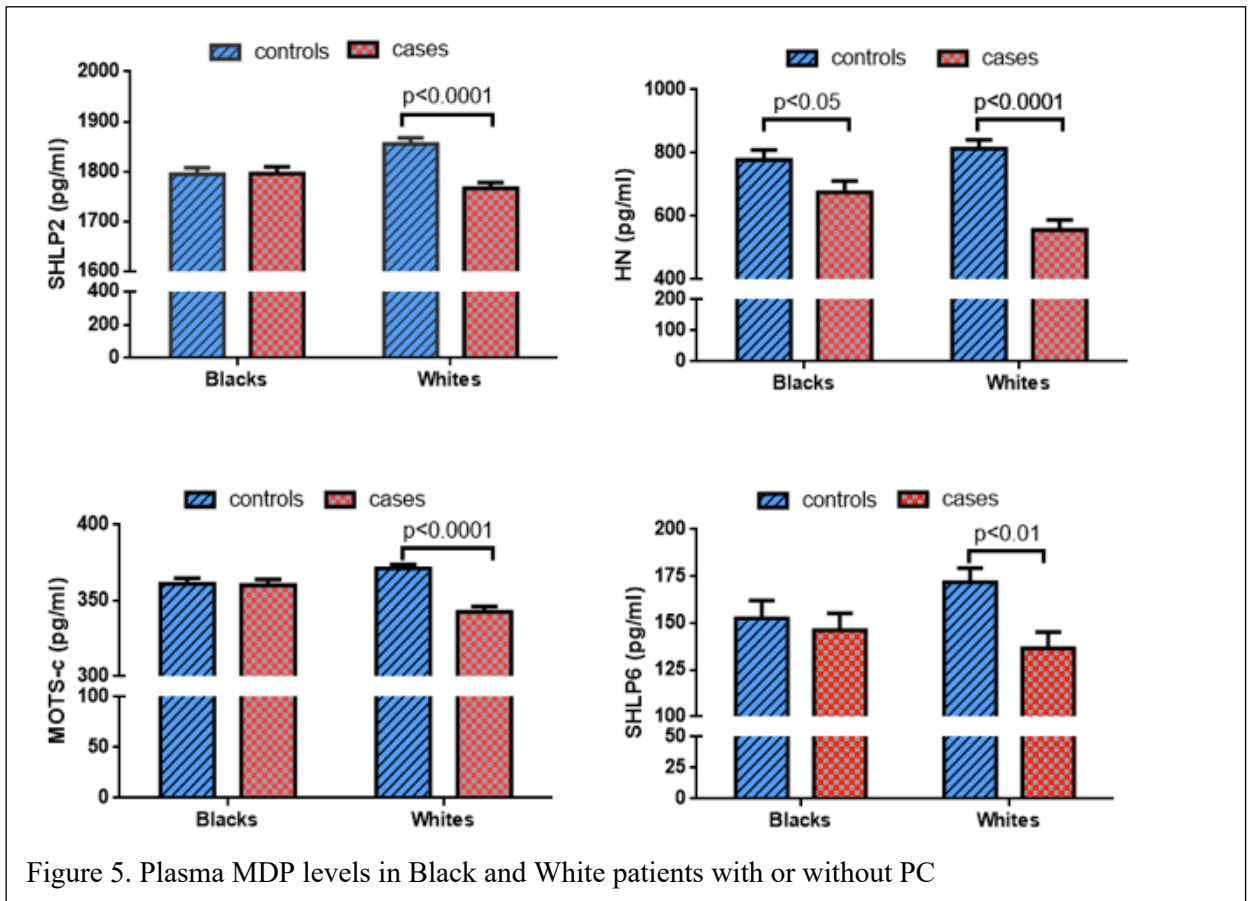 controls cases
SHLP2 (pg/ml)
2000
1900
1800
1700
1600
400
200
0
p<0.0001
Blacks Whites
controls cases
HN (pg/ml)
1000
800
600
400
200
100
0
p<0.05
p<0.0001
Blacks Whites
controls cases
MOTS-c (pg/ml)
400
350
300
100
50
0
p<0.0001
Blacks Whites
controls cases
SHLP6 (pg/ml)
200
175
150
125
100
50
25
0
p<0.01
Blacks Whites
Figure 5. Plasma MDP levels in Black and White patients with or without PC